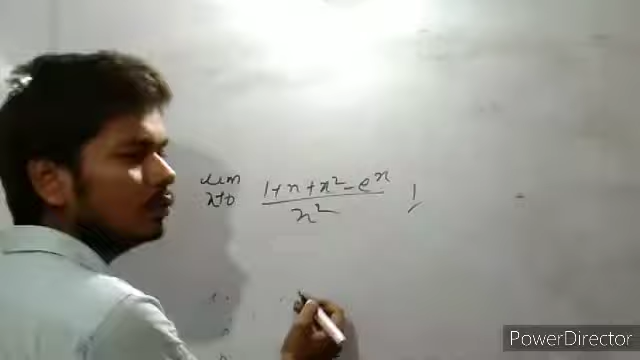 lim x→0 1+x+x²-eˣ / x² !
PowerDirector